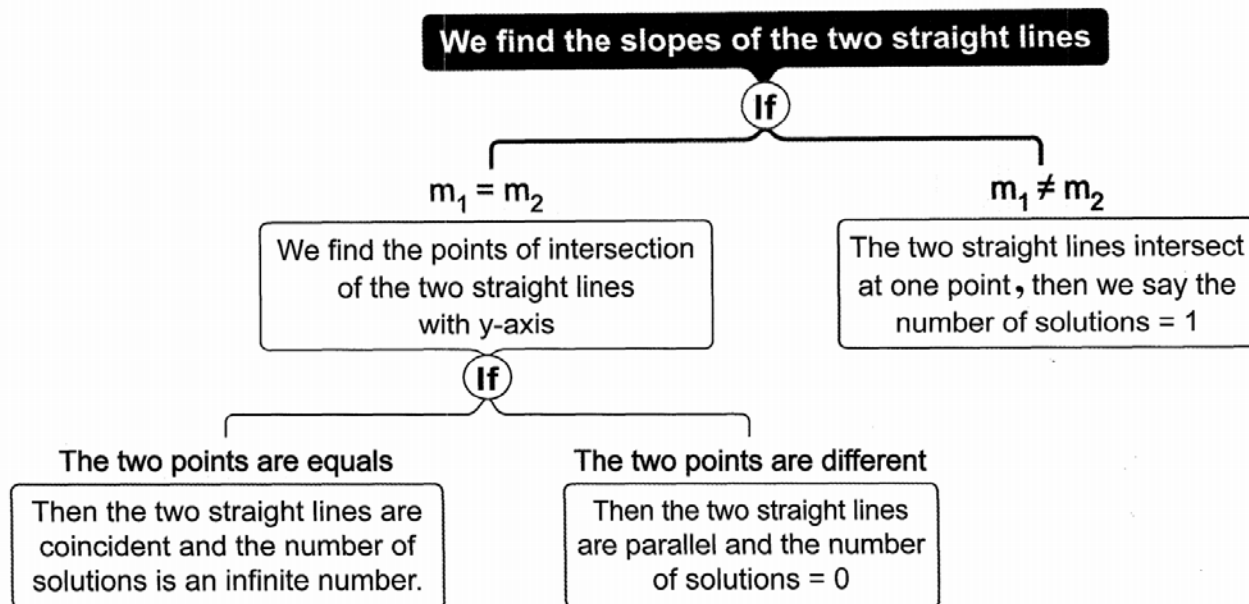 We find the slopes of the two straight lines
If
m₁ = m₂
We find the points of intersection
of the two straight lines
with y-axis
m₁ ≠ m₂
The two straight lines intersect
at one point, then we say the
number of solutions = 1
If
The two points are equals
Then the two straight lines are
coincident and the number of
solutions is an infinite number.
The two points are different
Then the two straight lines
are parallel and the number
of solutions = 0